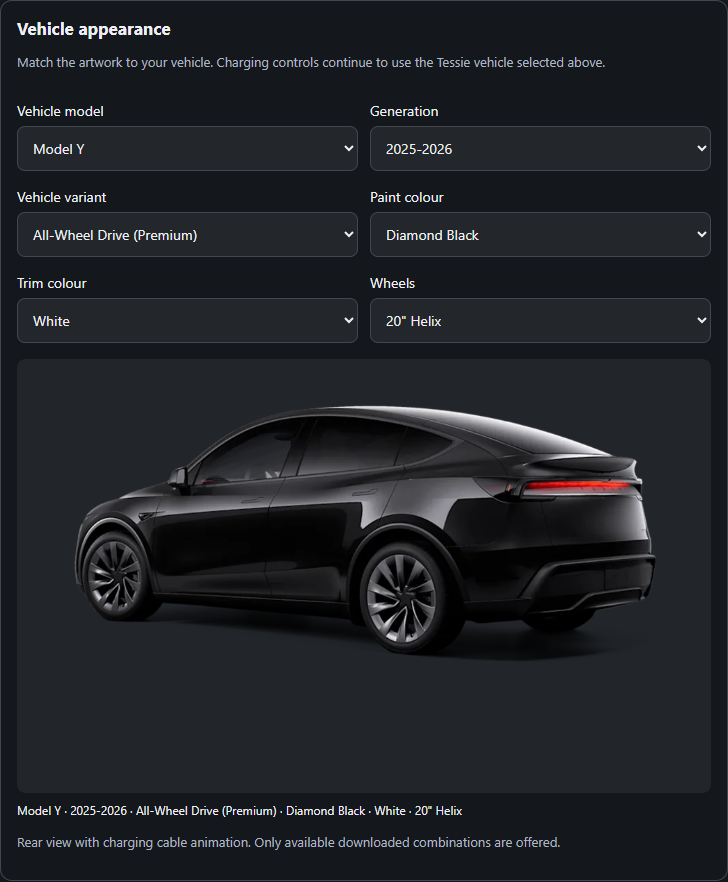 Vehicle appearance
Match the artwork to your vehicle. Charging controls continue to use the Tessie vehicle selected above.
Vehicle model
Generation
Model Y
2025-2026
Vehicle variant
Paint colour
All-Wheel Drive (Premium)
Diamond Black
Trim colour
Wheels
White
20" Helix
Model Y · 2025-2026 · All-Wheel Drive (Premium) · Diamond Black · White · 20" Helix
Rear view with charging cable animation. Only available downloaded combinations are offered.